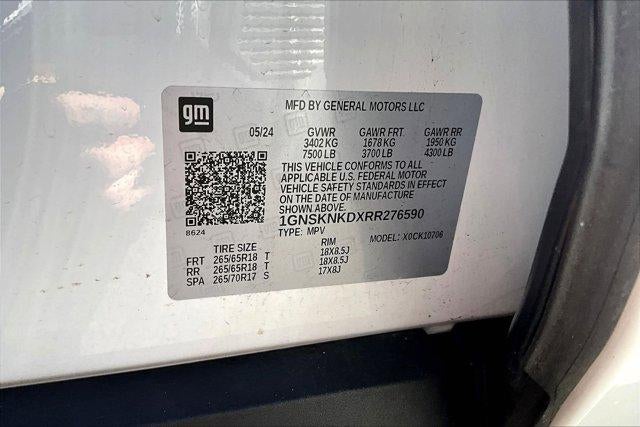 gm
MFD BY GENERAL MOTORS LLC
05/24 GVWR GAWR FRT GAWR RR
3402 KG 1678 KG 1950 KG
7500 LB 3700 LB 4300 LB
THIS VEHICLE CONFORMS TO ALL
APPLICABLE U.S. FEDERAL MOTOR
VEHICLE SAFETY STANDARDS IN EFFECT
ON THE DATE OF MANUFACTURE
SHOWN ABOVE.
8624 1GNSKNKDXRR276590
TYPE: MPV MODEL: X0CK10706
TIRE SIZE RIM
FRT 265/65R18 T 18X8.5J
RR 265/65R18 T 18X8.5J
SPA 265/70R17 S 17X8J